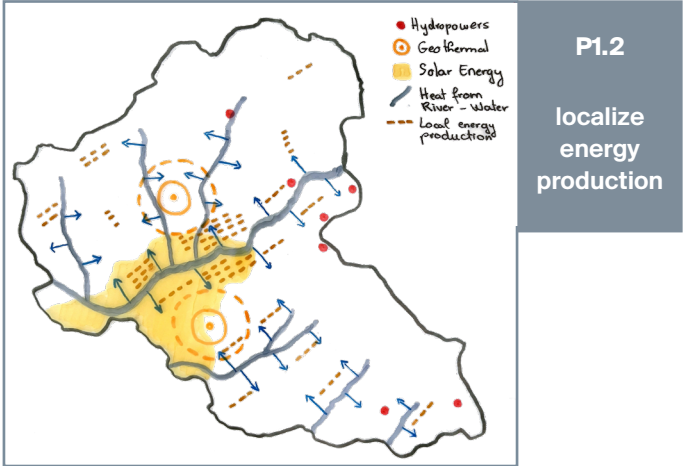 Hydropowers
Geothermal
Solar Energy
Heat from
River - Water
Local energy
production
P1.2
localize
energy
production